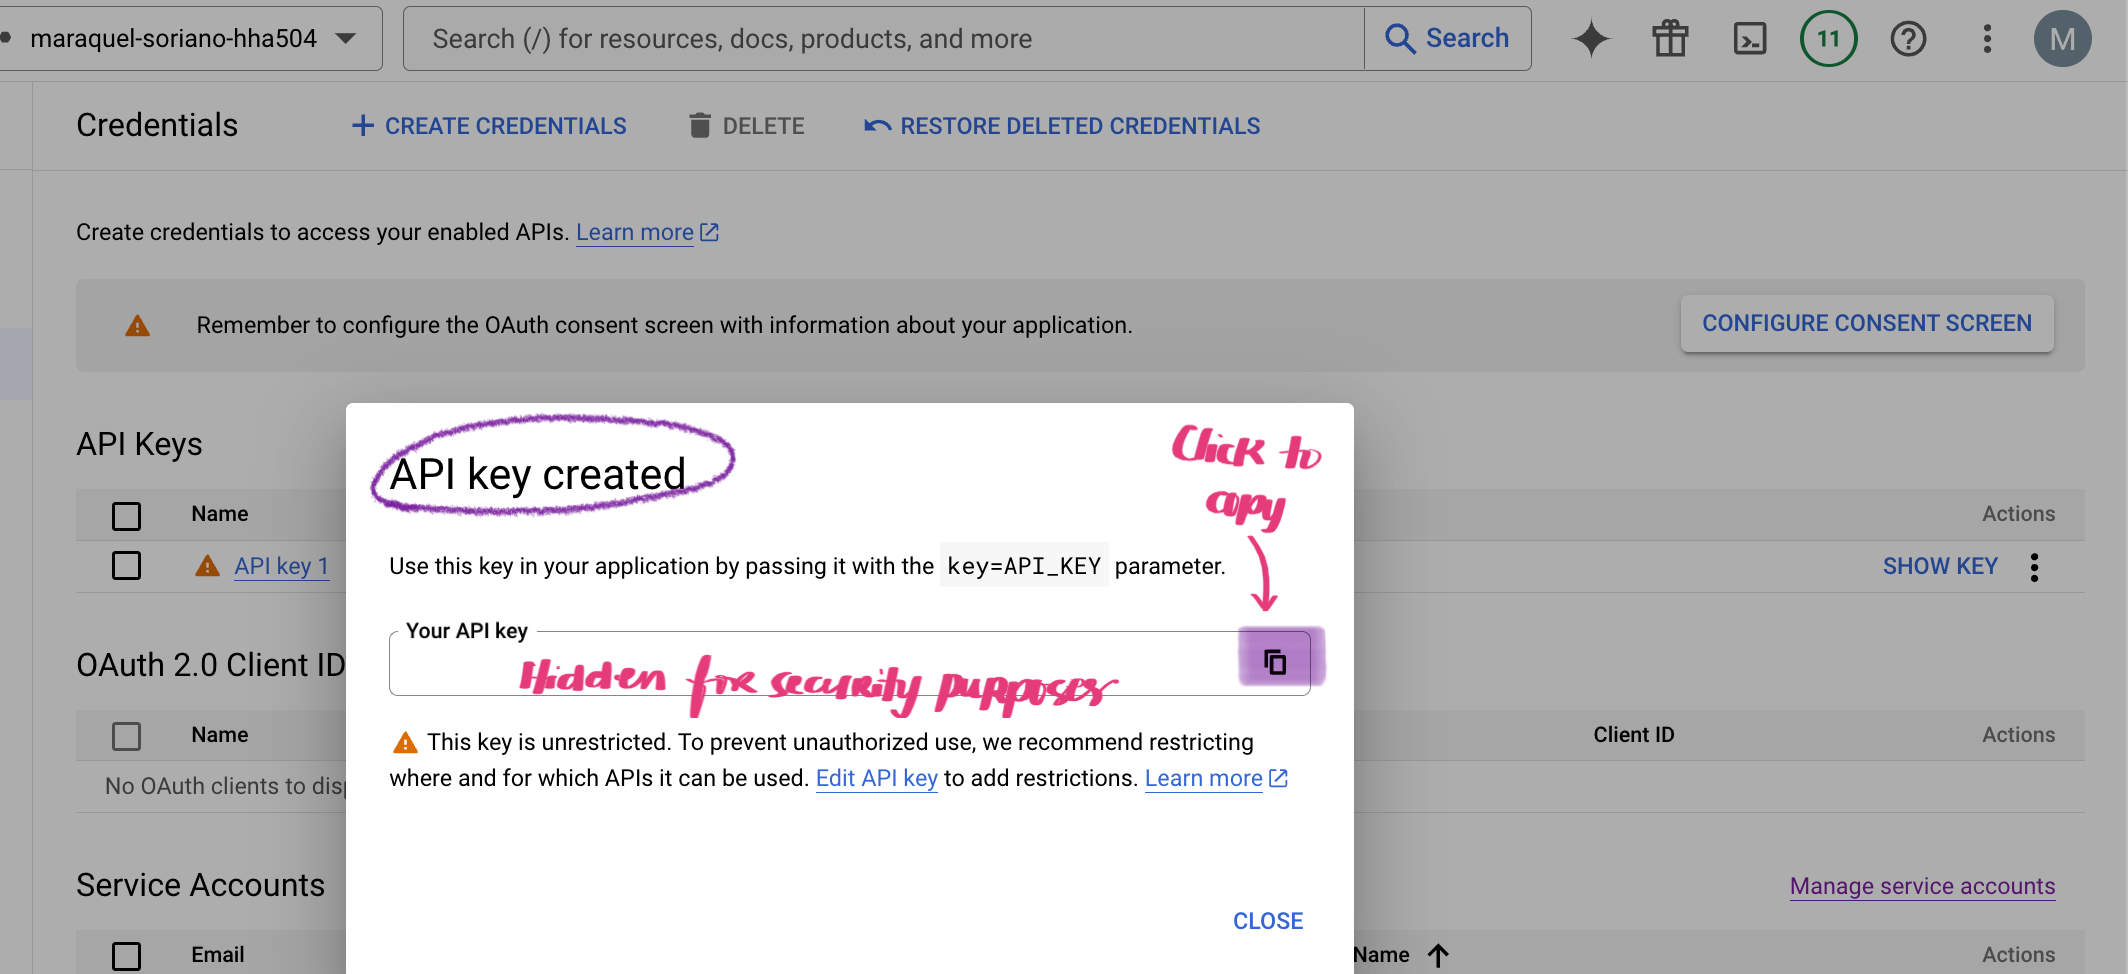 maraquel-soriano-hha504
Search (/) for resources, docs, products, and more
Search
11
M
Credentials
CREATE CREDENTIALS
DELETE
RESTORE DELETED CREDENTIALS
Create credentials to access your enabled APIs. Learn more
Remember to configure the OAuth consent screen with information about your application.
CONFIGURE CONSENT SCREEN
API Keys
Name
Actions
API key 1
SHOW KEY
OAuth 2.0 Client ID
Name
Client ID
Actions
No OAuth clients to disp
Service Accounts
Manage service accounts
Email
Name
Actions
API key created
Click to
copy
Use this key in your application by passing it with the key=API_KEY parameter.
Your API key
Hidden for security purposes
This key is unrestricted. To prevent unauthorized use, we recommend restricting
where and for which APIs it can be used. Edit API key to add restrictions. Learn more
CLOSE